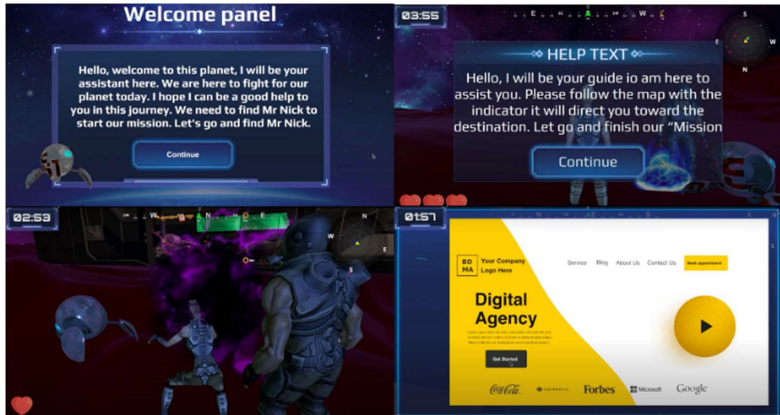 Welcome panel
Hello, welcome to this planet, I will be your
assistant here. We are here to fight for our
planet today. I hope I can be a good help to
you in this journey. We need to find Mr Nick to
start our mission. Let's go and find Mr Nick.
Continue
03:55
E
W
S
E
W
N
HELP TEXT
Hello, I will be your guide io am here to
assist you. Please follow the map with the
indicator it will direct you toward the
destination. Let go and finish our "Mission
Continue
02:53
W
N
E
N
W
E
S
01:57
N
E
S
BD
MA
Your Company
Logo Here
Service
Blog
About Us
Contact Us
Book appointment
Digital
Agency
Get Started
Coca-Cola
Forbes
Microsoft
Google